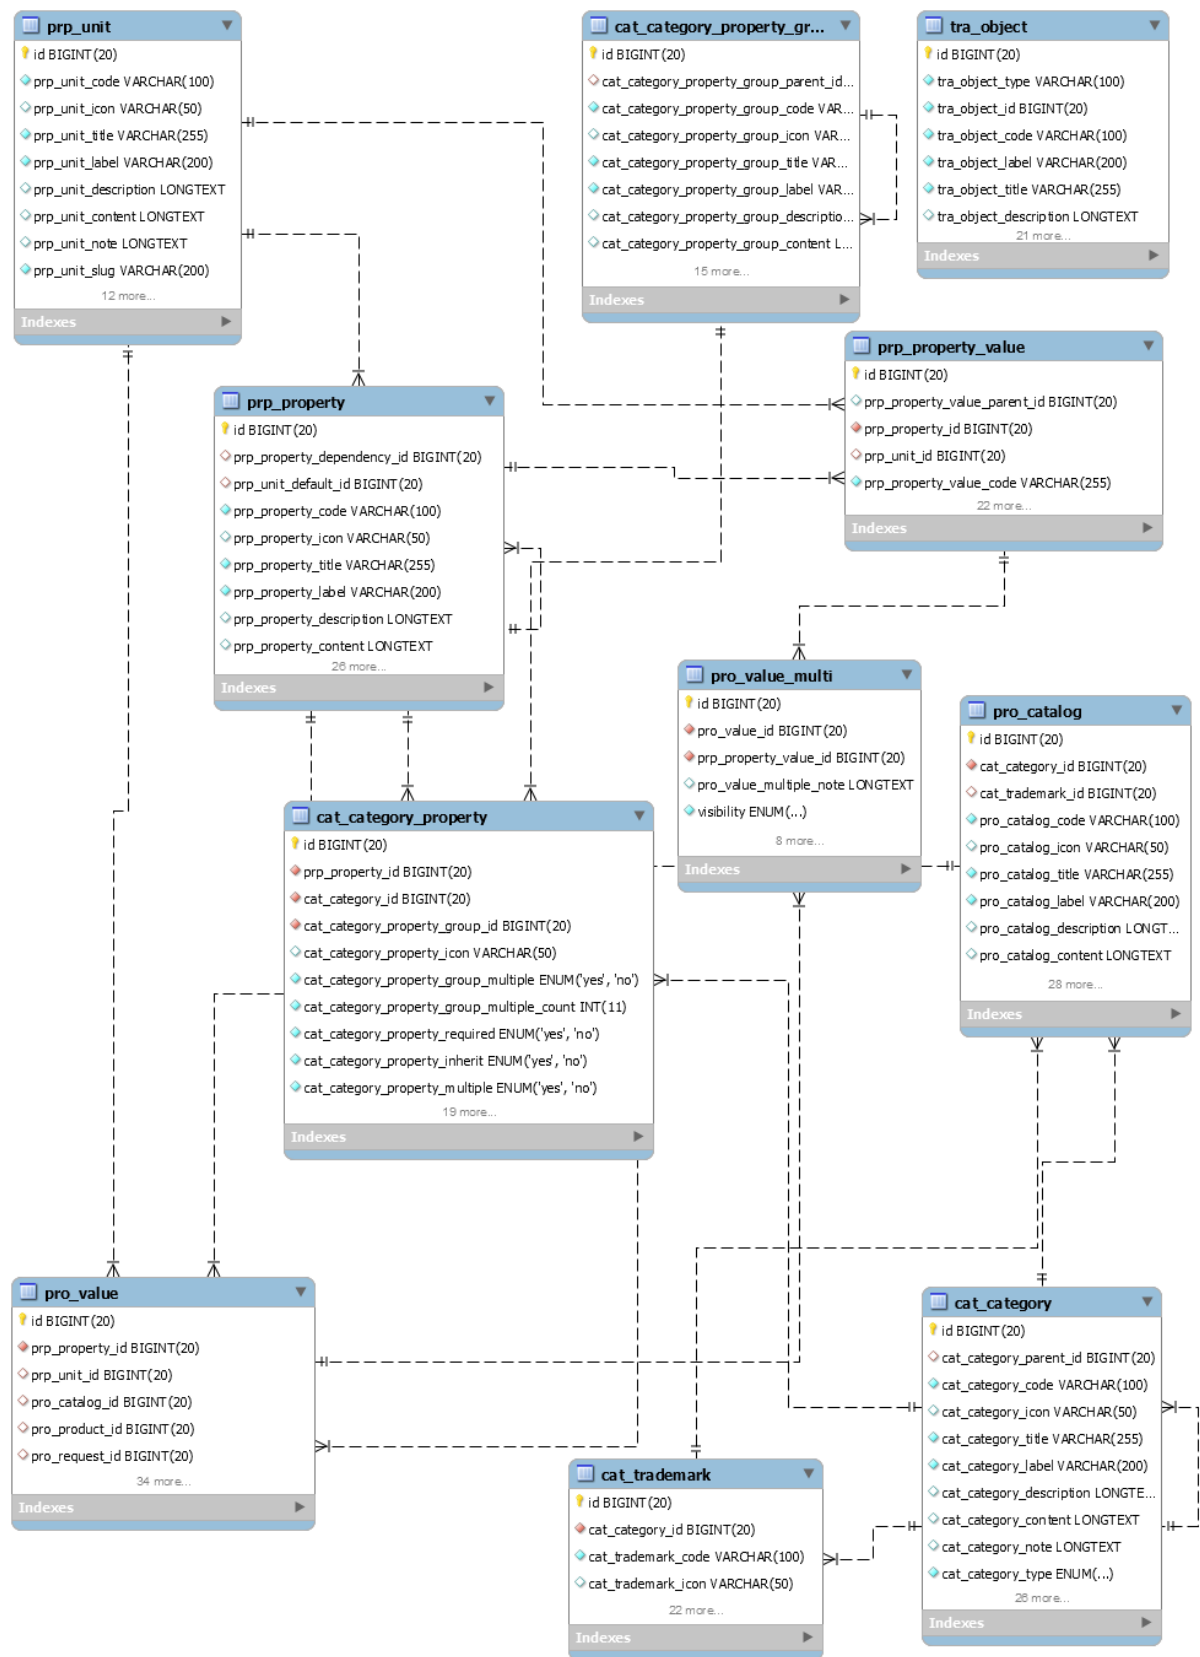 prp_unit
id BIGINT(20)
prp_unit_code VARCHAR(100)
prp_unit_icon VARCHAR(50)
prp_unit_title VARCHAR(255)
prp_unit_label VARCHAR(200)
prp_unit_description LONGTEXT
prp_unit_content LONGTEXT
prp_unit_note LONGTEXT
prp_unit_slug VARCHAR(200)
12 more...
Indexes
cat_category_property_gr...
id BIGINT(20)
cat_category_property_group_parent_id...
cat_category_property_group_code VAR...
cat_category_property_group_icon VAR...
cat_category_property_group_title VAR...
cat_category_property_group_label VAR...
cat_category_property_group_descriptio...
cat_category_property_group_content L...
15 more...
Indexes
tra_object
id BIGINT(20)
tra_object_type VARCHAR(100)
tra_object_id BIGINT(20)
tra_object_code VARCHAR(100)
tra_object_label VARCHAR(200)
tra_object_title VARCHAR(255)
tra_object_description LONGTEXT
21 more...
Indexes
prp_property_value
id BIGINT(20)
prp_property_value_parent_id BIGINT(20)
prp_property_id BIGINT(20)
prp_unit_id BIGINT(20)
prp_property_value_code VARCHAR(255)
22 more...
Indexes
prp_property
id BIGINT(20)
prp_property_dependency_id BIGINT(20)
prp_unit_default_id BIGINT(20)
prp_property_code VARCHAR(100)
prp_property_icon VARCHAR(50)
prp_property_title VARCHAR(255)
prp_property_label VARCHAR(200)
prp_property_description LONGTEXT
prp_property_content LONGTEXT
26 more...
Indexes
pro_value_multi
id BIGINT(20)
pro_value_id BIGINT(20)
prp_property_value_id BIGINT(20)
pro_value_multiple_note LONGTEXT
visibility ENUM(...)
8 more...
Indexes
pro_catalog
id BIGINT(20)
cat_category_id BIGINT(20)
cat_trademark_id BIGINT(20)
pro_catalog_code VARCHAR(100)
pro_catalog_icon VARCHAR(50)
pro_catalog_title VARCHAR(255)
pro_catalog_label VARCHAR(200)
pro_catalog_description LONGT...
pro_catalog_content LONGTEXT
28 more...
Indexes
cat_category_property
id BIGINT(20)
prp_property_id BIGINT(20)
cat_category_id BIGINT(20)
cat_category_property_group_id BIGINT(20)
cat_category_property_icon VARCHAR(50)
cat_category_property_group_multiple ENUM('yes', 'no')
cat_category_property_group_multiple_count INT(11)
cat_category_property_required ENUM('yes', 'no')
cat_category_property_inherit ENUM('yes', 'no')
cat_category_property_multiple ENUM('yes', 'no')
19 more...
Indexes
pro_value
id BIGINT(20)
prp_property_id BIGINT(20)
prp_unit_id BIGINT(20)
pro_catalog_id BIGINT(20)
pro_product_id BIGINT(20)
pro_request_id BIGINT(20)
34 more...
Indexes
cat_category
id BIGINT(20)
cat_category_parent_id BIGINT(20)
cat_category_code VARCHAR(100)
cat_category_icon VARCHAR(50)
cat_category_title VARCHAR(255)
cat_category_label VARCHAR(200)
cat_category_description LONGTE...
cat_category_content LONGTEXT
cat_category_note LONGTEXT
cat_category_type ENUM(...)
26 more...
Indexes
cat_trademark
id BIGINT(20)
cat_category_id BIGINT(20)
cat_trademark_code VARCHAR(100)
cat_trademark_icon VARCHAR(50)
22 more...
Indexes